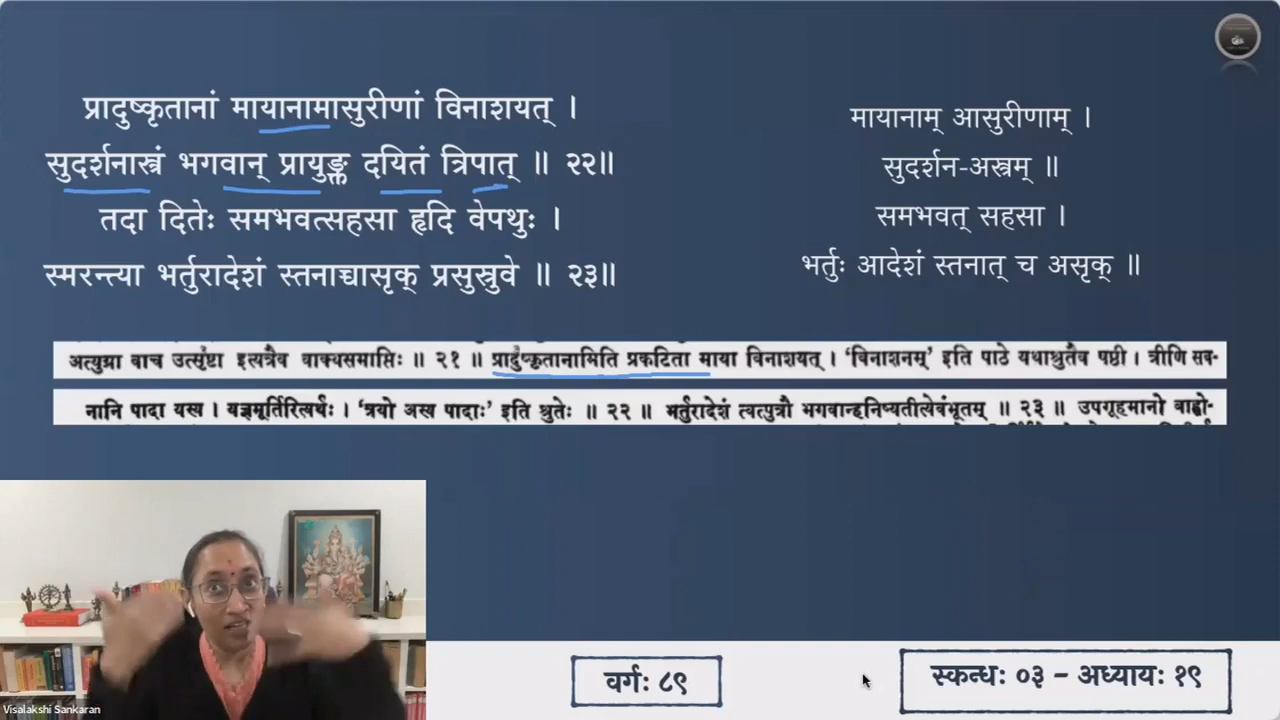 प्रादुष्कृतानां मायानामासुरीणां विनाशयत् ।
सुदर्शनास्त्रं भगवान् प्रायुङ्क्त दयितं त्रिपात् ॥ २२॥
तदा दितेः समभवत्सहसा हृदि वेपथुः ।
स्मरन्त्या भर्तुरादेशं स्तनाच्चासृक् प्रसुस्रुवे ॥ २३॥
मायानाम् आसुरीणाम् ।
सुदर्शन-अस्त्रम् ॥
समभवत् सहसा ।
भर्तुः आदेशं स्तनात् च असृक् ॥
अत्युग्रा वाच उत्सृष्टा इत्यत्रैव वाक्यसमाप्तिः ॥ २१ ॥ प्रादुष्कृतानामिति प्रकटिता माया विनाशयत् । ‘विनाशनम्’ इति पाठे यथाश्रुतैव षष्ठी । त्रीणि सव-
नानि पादा यस्य । यज्ञमूर्तिरित्यर्थः । ‘त्रयो अस्य पादाः’ इति श्रुतेः ॥ २२ ॥ भर्तुरादेशं त्वत्पुत्रौ भगवान्हनिष्यतीत्येवंभूतम् ॥ २३ ॥ उपगूहमानो बाह्वो-
Visalakshi Sankaran
वर्गः ८९
स्कन्धः ०३ – अध्यायः १९